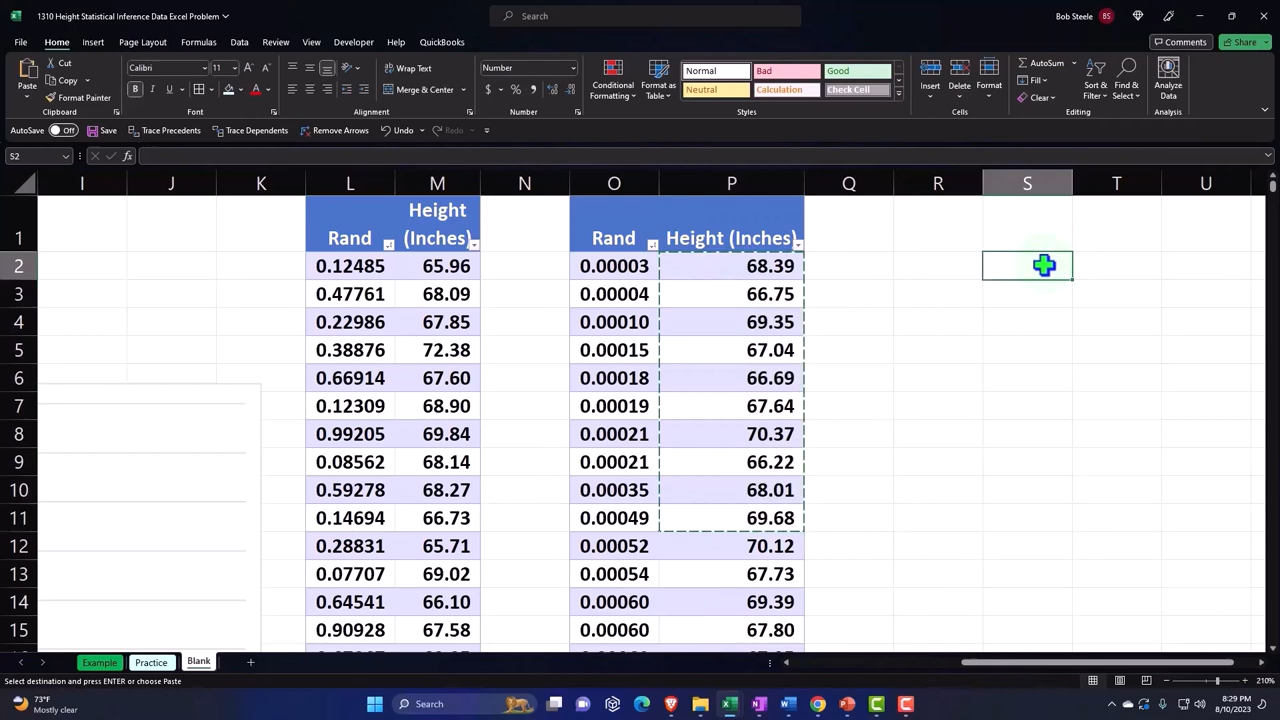 1310 Height Statistical Inference Data Excel Problem
Search
Bob Steele
BS
File Home Insert Page Layout Formulas Data Review View Developer Help QuickBooks
Comments
Share
Paste
Cut
Copy
Format Painter
Clipboard
Calibri
11
Font
Wrap Text
Merge & Center
Alignment
Number
Number
Conditional Formatting
Format as Table
Normal Bad Good
Neutral Calculation Check Cell
Styles
Insert Delete Format
Cells
AutoSum
Fill
Clear
Sort & Filter
Find & Select
Editing
Analyze Data
Analysis
AutoSave Off Save Trace Precedents Trace Dependents Remove Arrows Undo Redo
S2
I J K L M N O P Q R S T U
1 Rand Height (Inches) Rand Height (Inches)
2 0.12485 65.96 0.00003 68.39
3 0.47761 68.09 0.00004 66.75
4 0.22986 67.85 0.00010 69.35
5 0.38876 72.38 0.00015 67.04
6 0.66914 67.60 0.00018 66.69
7 0.12309 68.90 0.00019 67.64
8 0.99205 69.84 0.00021 70.37
9 0.08562 68.14 0.00021 66.22
10 0.59278 68.27 0.00035 68.01
11 0.14694 66.73 0.00049 69.68
12 0.28831 65.71 0.00052 70.12
13 0.07707 69.02 0.00054 67.73
14 0.64541 66.10 0.00060 69.39
15 0.90928 67.58 0.00060 67.80
Example Practice Blank
Select destination and press ENTER or choose Paste
210%
73°F
Mostly clear
Search
8:29 PM
8/10/2023